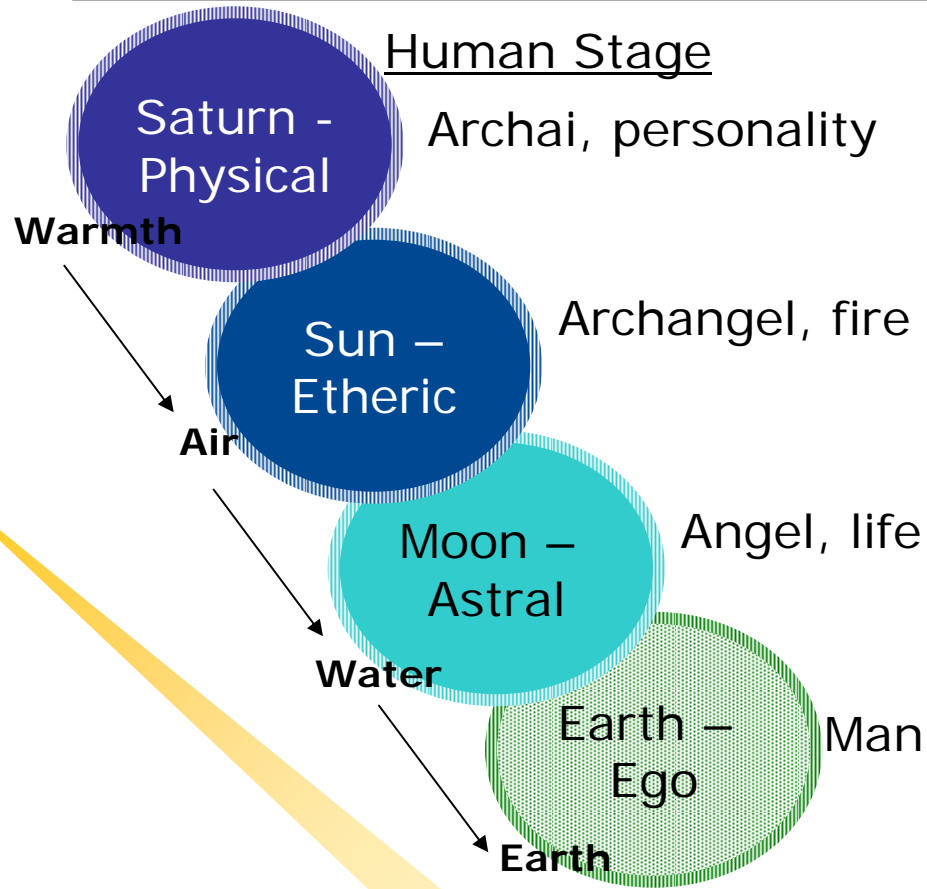 Human Stage
Saturn -
Physical
Archai, personality
Warmth
Sun –
Etheric
Archangel, fire
Air
Moon –
Astral
Angel, life
Water
Earth –
Ego
Man
Earth